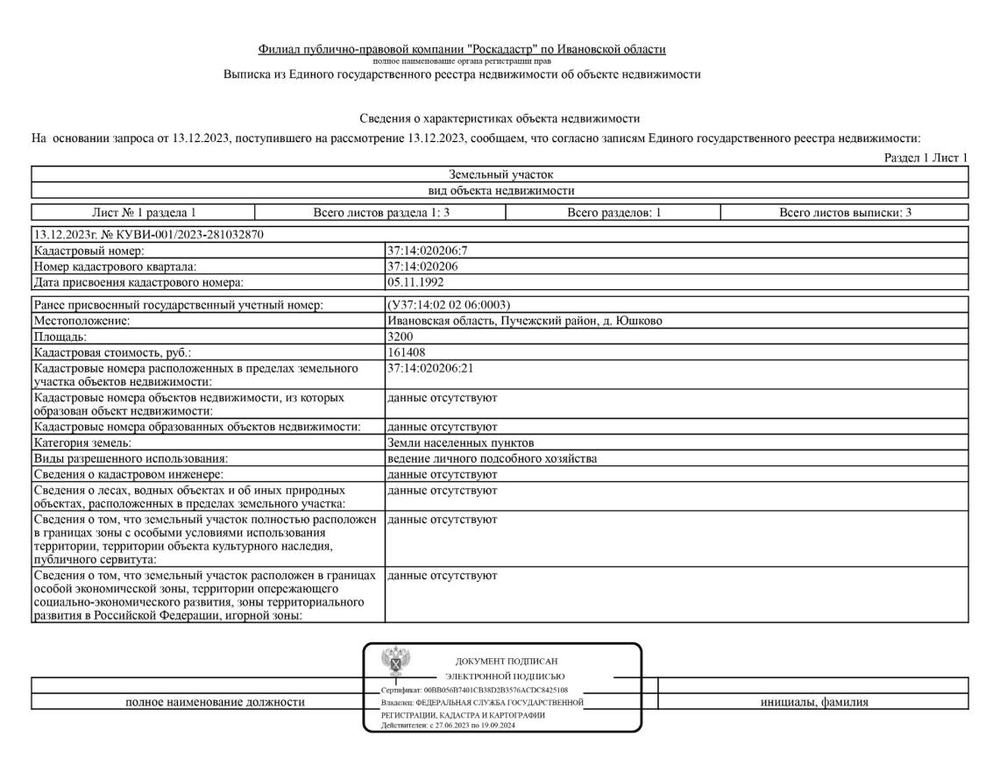 Филиал публично-правовой компании "Роскадастр" по Ивановской области
полное наименование органа регистрации прав
Выписка из Единого государственного реестра недвижимости об объекте недвижимости
Сведения о характеристиках объекта недвижимости
На основании запроса от 13.12.2023, поступившего на рассмотрение 13.12.2023, сообщаем, что согласно записям Единого государственного реестра недвижимости:
Раздел 1 Лист 1
Земельный участок
вид объекта недвижимости
Лист № 1 раздела 1 Всего листов раздела 1: 3 Всего разделов: 1 Всего листов выписки: 3
13.12.2023г. № КУВИ-001/2023-281032870
Кадастровый номер: 37:14:020206:7
Номер кадастрового квартала: 37:14:020206
Дата присвоения кадастрового номера: 05.11.1992
Ранее присвоенный государственный учетный номер: (У37:14:02 02 06:0003)
Местоположение: Ивановская область, Пучежский район, д. Юшково
Площадь: 3200
Кадастровая стоимость, руб.: 161408
Кадастровые номера расположенных в пределах земельного 37:14:020206:21
участка объектов недвижимости:
Кадастровые номера объектов недвижимости, из которых данные отсутствуют
образован объект недвижимости:
Кадастровые номера образованных объектов недвижимости: данные отсутствуют
Категория земель: Земли населенных пунктов
Виды разрешенного использования: ведение личного подсобного хозяйства
Сведения о кадастровом инженере: данные отсутствуют
Сведения о лесах, водных объектах и об иных природных данные отсутствуют
объектах, расположенных в пределах земельного участка:
Сведения о том, что земельный участок полностью расположен данные отсутствуют
в границах зоны с особыми условиями использования
территории, территории объекта культурного наследия,
публичного сервитута:
Сведения о том, что земельный участок расположен в границах данные отсутствуют
особой экономической зоны, территории опережающего
социально-экономического развития, зоны территориального
развития в Российской Федерации, игорной зоны:
ДОКУМЕНТ ПОДПИСАН
ЭЛЕКТРОННОЙ ПОДПИСЬЮ
Сертификат: 00BB056B7401CB38D2B3576ACDC8425108
Владелец: ФЕДЕРАЛЬНАЯ СЛУЖБА ГОСУДАРСТВЕННОЙ
РЕГИСТРАЦИИ, КАДАСТРА И КАРТОГРАФИИ
Действителен: с 27.06.2023 по 19.09.2024
полное наименование должности
инициалы, фамилия